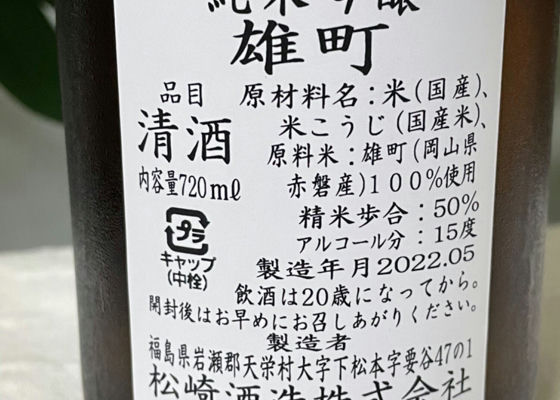 純米吟醸
雄町
品目
清酒
内容量720ml
プラ
キャップ
(中栓)
原材料名:米(国産)、
米こうじ(国産米)、
原料米:雄町(岡山県
赤磐産)100%使用
精米歩合:50%
アルコール分:15度
製造年月2022.05
飲酒は20歳になってから。
開封後はお早めにお召しあがりください。
製造者
福島県岩瀬郡天栄村大字下松本字要谷47の1
松崎酒造株式会社